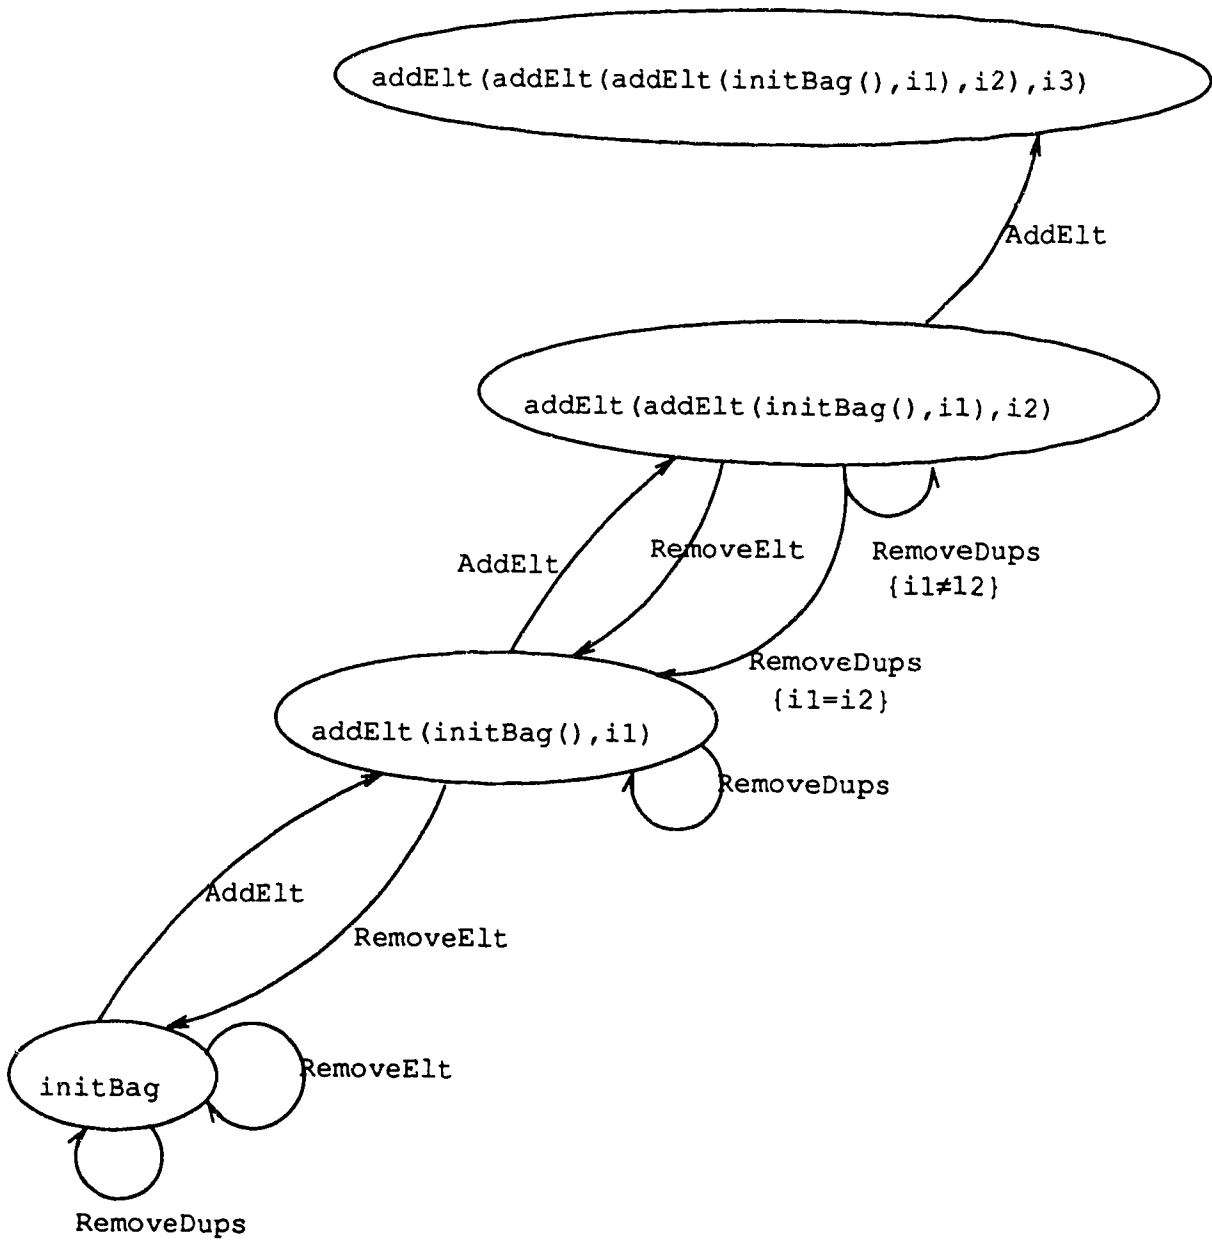 addElt(addElt(addElt(initBag(),i1),i2),i3)
AddElt
addElt(addElt(initBag(),i1),i2)
AddElt
RemoveElt
RemoveDups
{i1≠12}
RemoveDups
{i1=i2}
addElt(initBag(),i1)
RemoveDups
AddElt
RemoveElt
initBag
RemoveElt
RemoveDups